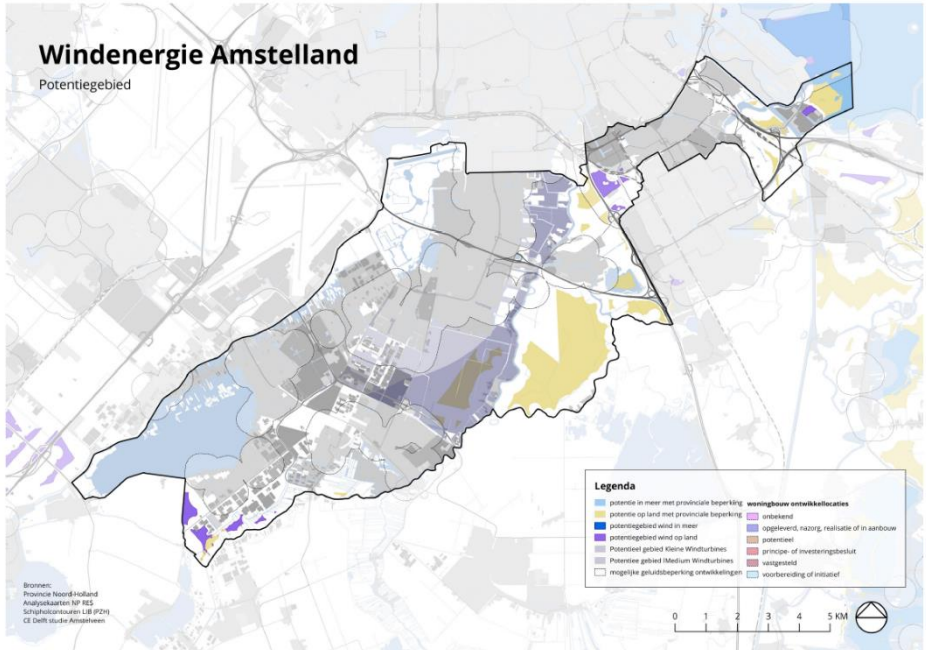 Windenergie Amstelland
Potentiegebied
Legenda
potentie in meer met provinciale beperking
potentie op land met provinciale beperking
potentiegebied wind in meer
potentiegebied wind op land
Potentieel gebied Kleine Windturbines
Potentiee gebied lMedium Windturbines
mogelijke geluidsbeperking ontwikkelingen
woningbouw ontwikkellocaties
onbekend
opgeleverd, nazorg, realisatie of in aanbouw
potentieel
principe- of investeringsbesluit
vastgesteld
voorbereiding of initiatief
Bronnen:
Provincie Noord-Holland
Analysekaarten NP RES
Schipholcontouren LIB (PZH)
CE Delft studie Amstelveen
0 1 2 3 4 5 KM